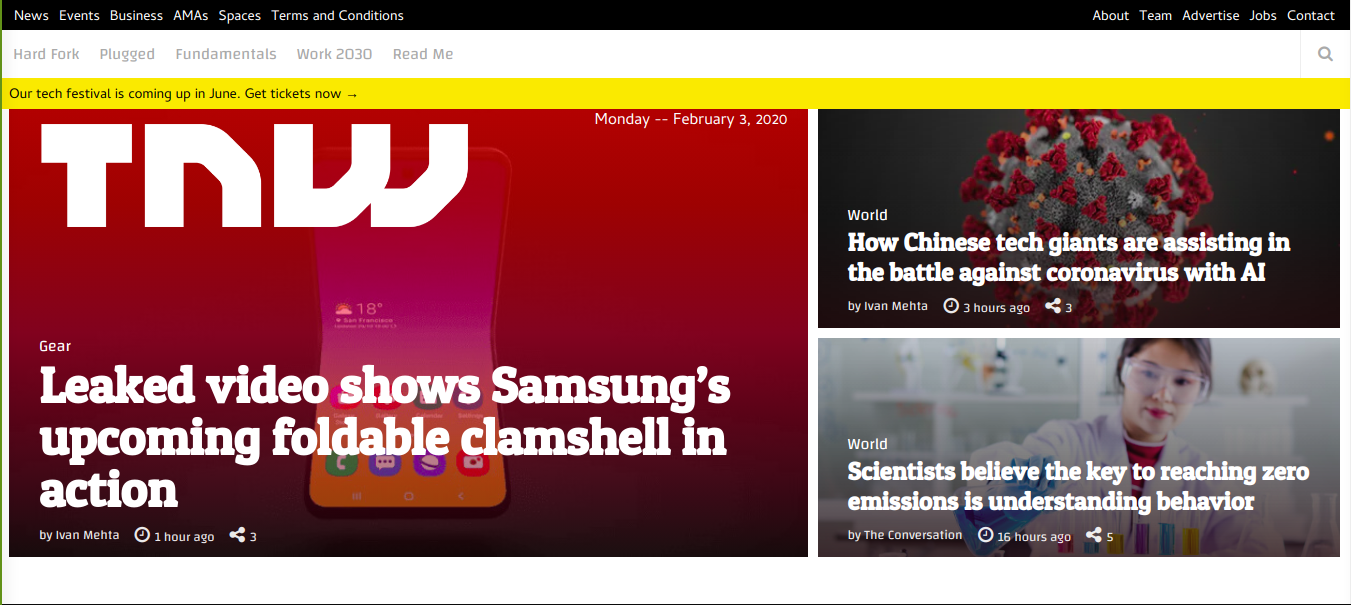 News Events Business AMAs Spaces Terms and Conditions About Team Advertise Jobs Contact
Hard Fork Plugged Fundamentals Work 2030 Read Me
Our tech festival is coming up in June. Get tickets now →
TNW
Monday -- February 3, 2020
18°
San Francisco
Gear
Leaked video shows Samsung’s
upcoming foldable clamshell in
action
by Ivan Mehta 1 hour ago 3
World
How Chinese tech giants are assisting in
the battle against coronavirus with AI
by Ivan Mehta 3 hours ago 3
World
Scientists believe the key to reaching zero
emissions is understanding behavior
by The Conversation 16 hours ago 5